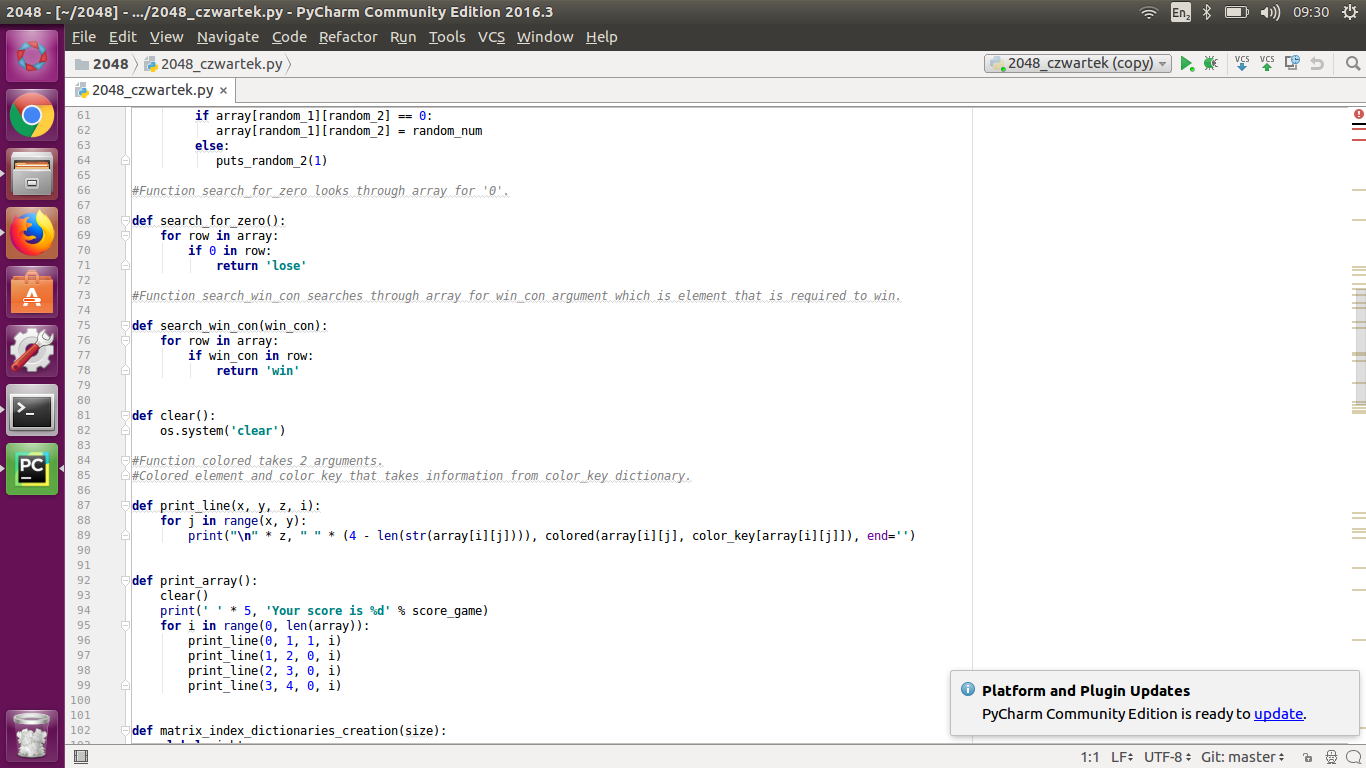 2048 - [~/2048] - .../2048_czwartek.py - PyCharm Community Edition 2016.3
En2
09:30
File Edit View Navigate Code Refactor Run Tools VCS Window Help
2048 2048_czwartek.py
2048_czwartek (copy)
VCS VCS
2048_czwartek.py ×
61 if array[random_1][random_2] == 0:
62 array[random_1][random_2] = random_num
63 else:
64 puts_random_2(1)
65
66 #Function search_for_zero looks through array for '0'.
67
68 def search_for_zero():
69 for row in array:
70 if 0 in row:
71 return 'lose'
72
73 #Function search_win_con searches through array for win_con argument which is element that is required to win.
74
75 def search_win_con(win_con):
76 for row in array:
77 if win_con in row:
78 return 'win'
79
80
81 def clear():
82 os.system('clear')
83
84 #Function colored takes 2 arguments.
85 #Colored element and color key that takes information from color_key dictionary.
86
87 def print_line(x, y, z, i):
88 for j in range(x, y):
89 print("\n" * z, " " * (4 - len(str(array[i][j]))), colored(array[i][j], color_key[array[i][j]]), end='')
90
91
92 def print_array():
93 clear()
94 print(' ' * 5, 'Your score is %d' % score_game)
95 for i in range(0, len(array)):
96 print_line(0, 1, 1, i)
97 print_line(1, 2, 0, i)
98 print_line(2, 3, 0, i)
99 print_line(3, 4, 0, i)
100
101
102 def matrix_index_dictionaries_creation(size):
PC
Platform and Plugin Updates
PyCharm Community Edition is ready to update.
1:1 LF UTF-8 Git: master